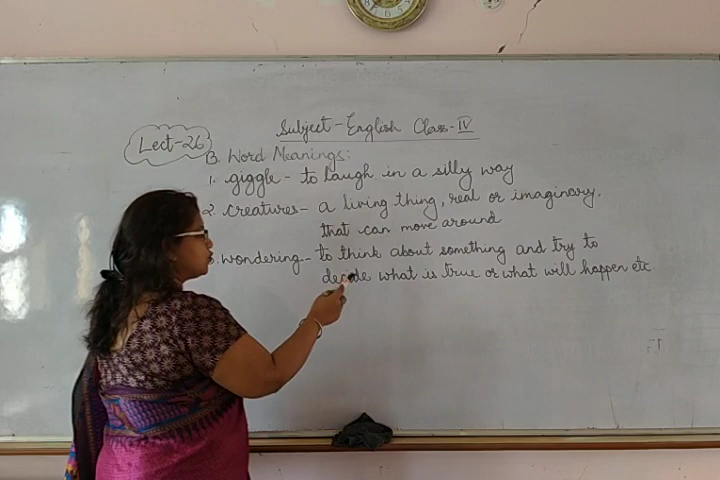 Subject - English Class - IV
Lect-26
B. Word Meanings:
1. giggle - to laugh in a silly way
2. creatures - a living thing, real or imaginary.
that can move around
3. wondering - to think about something and try to
decide what is true or what will happen etc.